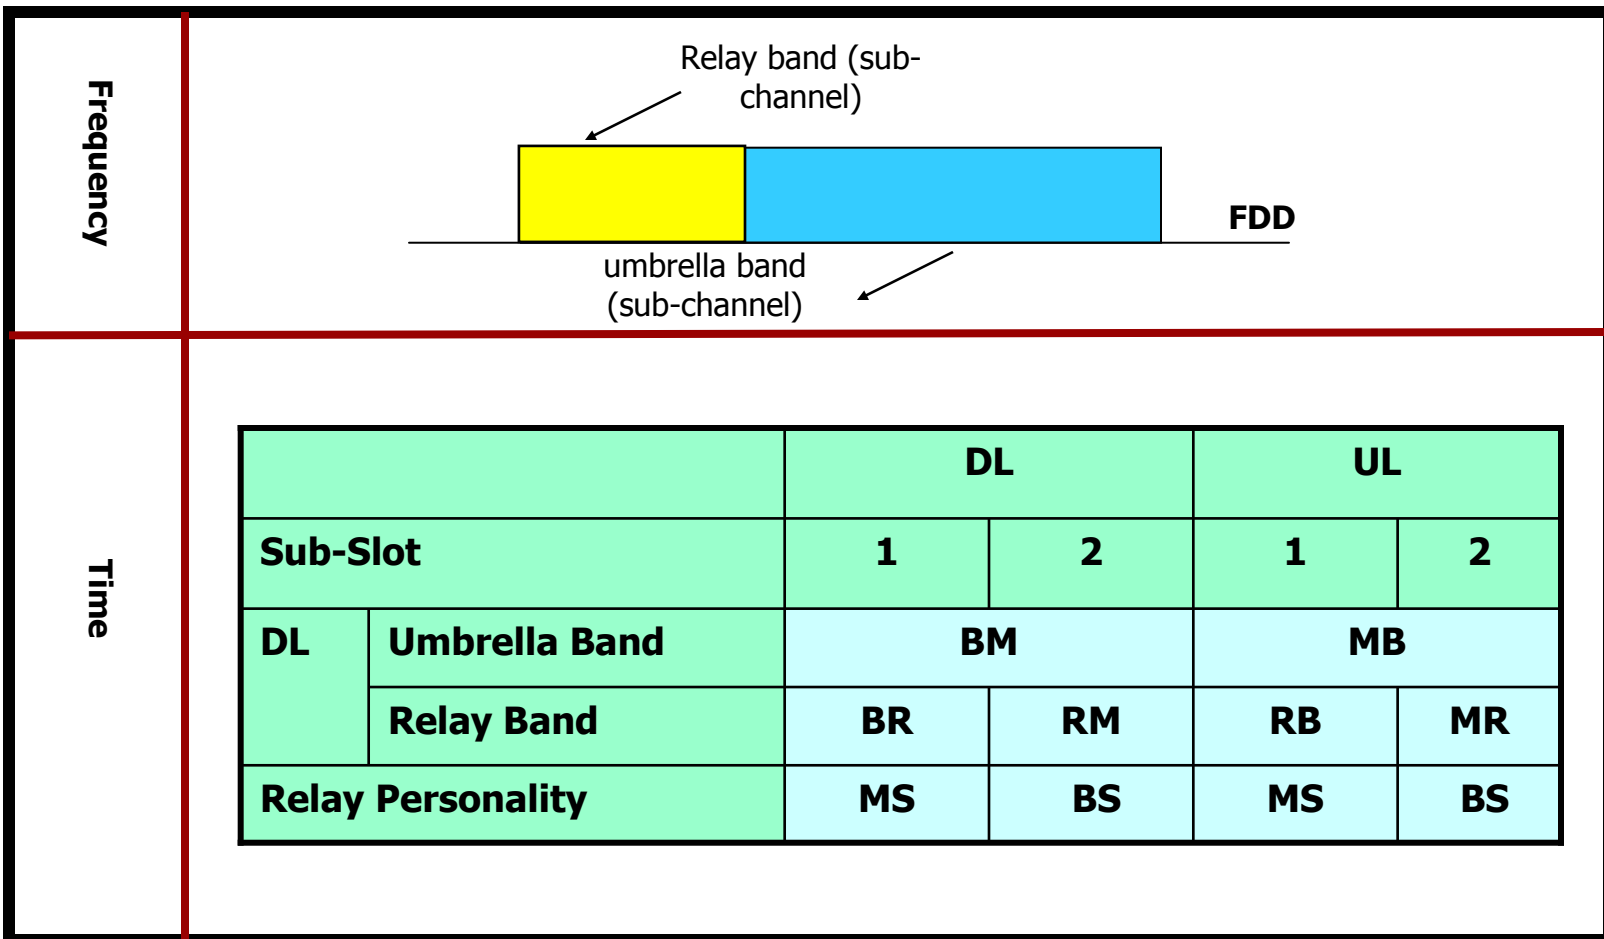 Frequency
Relay band (sub-
channel)
FDD
umbrella band
(sub-channel)
Time
DL UL
Sub-Slot 1 2 1 2
DL Umbrella Band BM MB
Relay Band BR RM RB MR
Relay Personality MS BS MS BS